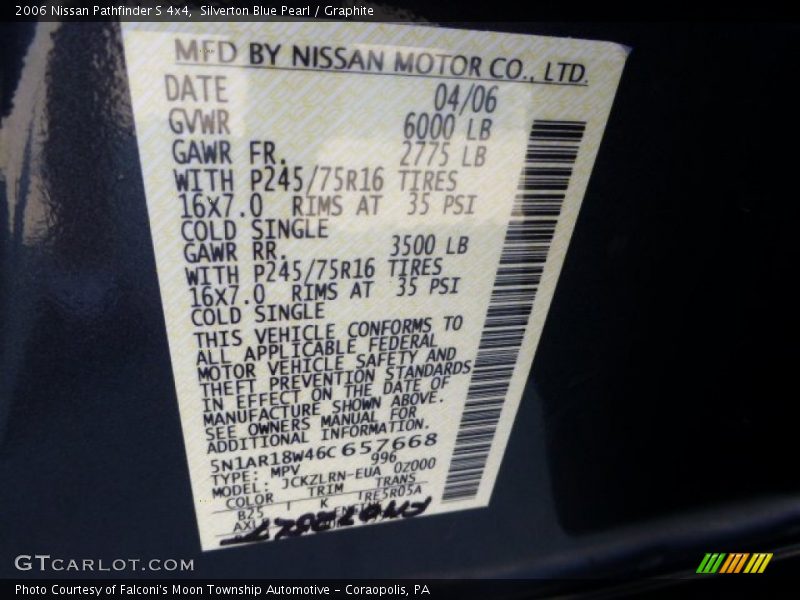 2006 Nissan Pathfinder S 4x4,  Silverton Blue Pearl / Graphite
MFD BY NISSAN MOTOR CO., LTD.
DATE 04/06
GVWR 6000 LB
GAWR FR. 2775 LB
WITH P245/75R16 TIRES
16X7.0 RIMS AT 35 PSI
COLD SINGLE
GAWR RR. 3500 LB
WITH P245/75R16 TIRES
16X7.0 RIMS AT 35 PSI
COLD SINGLE
THIS VEHICLE CONFORMS TO
ALL APPLICABLE FEDERAL
MOTOR VEHICLE SAFETY AND
THEFT PREVENTION STANDARDS
IN EFFECT ON THE DATE OF
MANUFACTURE SHOWN ABOVE.
SEE OWNERS MANUAL FOR
ADDITIONAL INFORMATION.
5N1AR18W46C657668
TYPE: MPV 996
MODEL: JCKZLRN-EUA 0Z000
COLOR TRIM TRANS
B25 K RE5R05A
GTCARLOT.COM
Photo Courtesy of Falconi's Moon Township Automotive – Coraopolis, PA